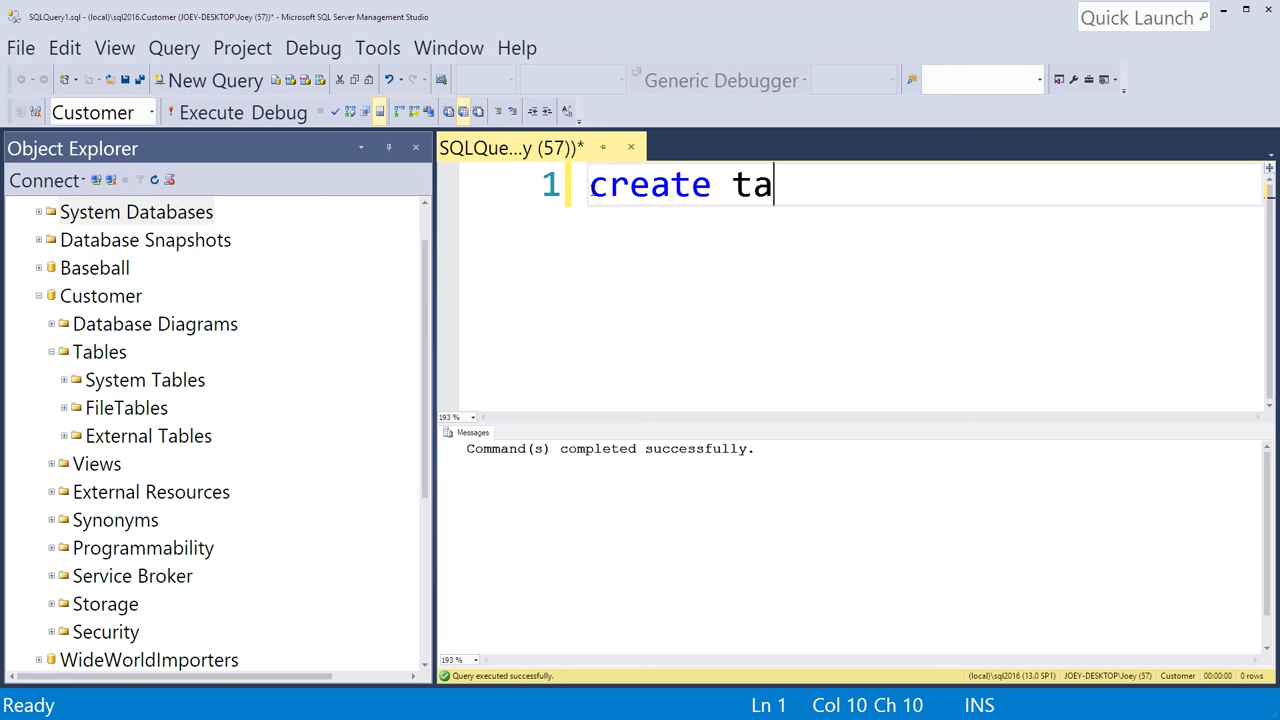 SQLQuery1.sql - (local)\sql2016.Customer (JOEY-DESKTOP\Joey (57))* - Microsoft SQL Server Management Studio
Quick Launch
File Edit View Query Project Debug Tools Window Help
New Query Generic Debugger
Customer Execute Debug
Object Explorer
SQLQue...y (57))*
Connect
1 create ta
System Databases
Database Snapshots
Baseball
Customer
Database Diagrams
Tables
System Tables
FileTables
External Tables
Views
External Resources
Synonyms
Programmability
Service Broker
Storage
Security
WideWorldImporters
193 %
Messages
Command(s) completed successfully.
193 %
Query executed successfully. (local)\sql2016 (13.0 SP1) JOEY-DESKTOP\Joey (57) Customer 00:00:00 0 rows
Ready Ln 1 Col 10 Ch 10 INS